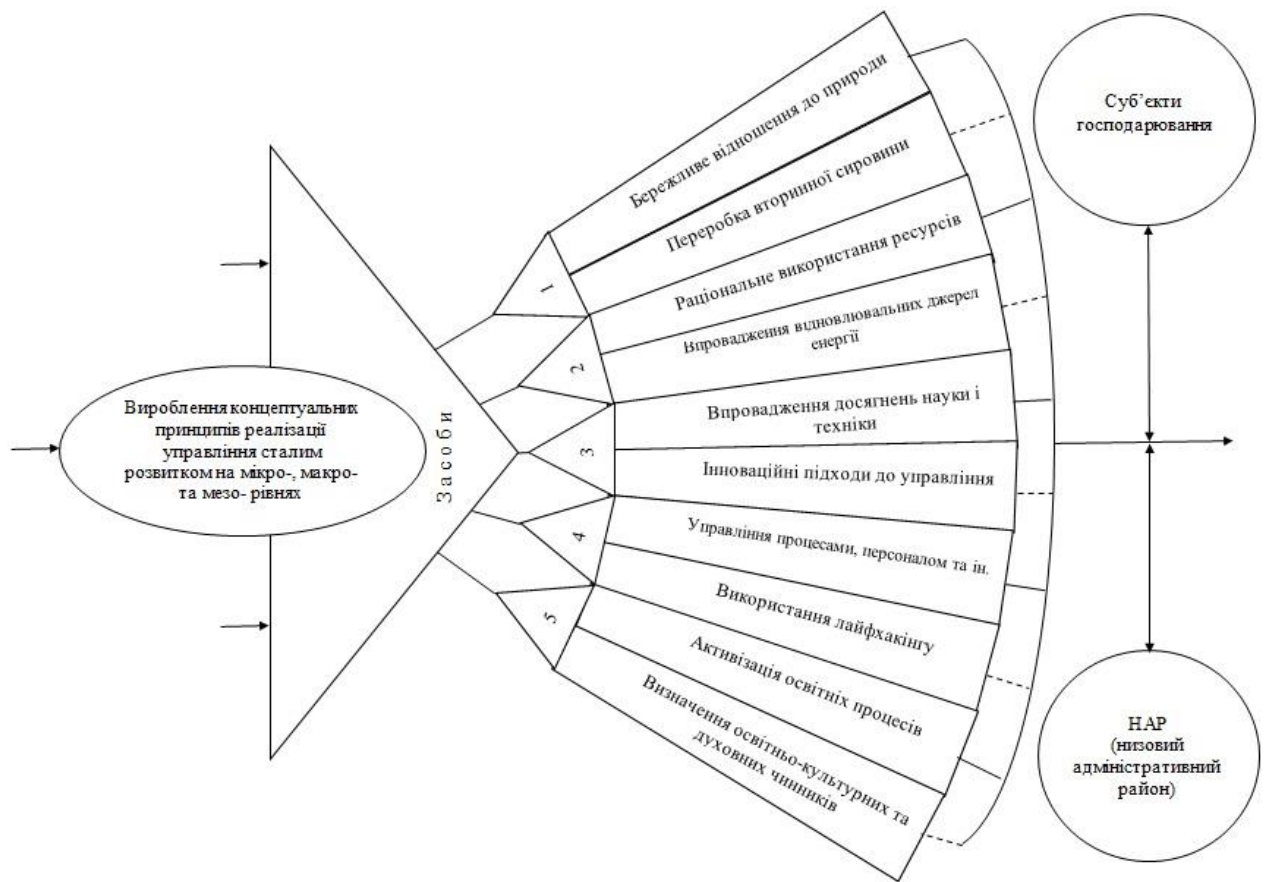 Вироблення концептуальних
принципів реалізації
управління сталим
розвитком на мікро-, макро-
та мезо- рівнях
Засоби
1
2
3
4
5
Бережливе відношення до природи
Переробка вторинної сировини
Раціональне використання ресурсів
Впровадження відновлювальних джерел
енергії
Впровадження досягнень науки і
техніки
Інноваційні підходи до управління
Управління процесами, персоналом та ін.
Використання лайфхакінгу
Активізація освітніх процесів
Визначення освітньо-культурних та
духовних чинників
Суб’єкти
господарювання
НАР
(низовий
адміністративний
район)